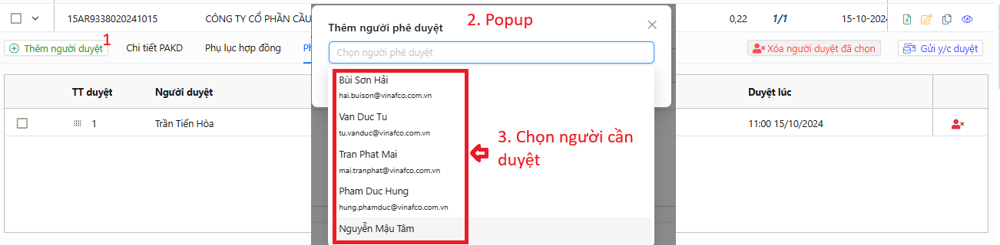 15AR9338020241015 CÔNG TY CỔ PHẦN CẦU 0,22 1/1 15-10-2024
2. Popup
Thêm người phê duyệt
Thêm người duyệt 1 Chi tiết PAKD Phụ lục hợp đồng Xóa người duyệt đã chọn Gửi y/c duyệt
Chọn người phê duyệt
TT duyệt Người duyệt Duyệt lúc
1 Trần Tiến Hòa 11:00 15/10/2024
Bùi Sơn Hải
hai.buison@vinafco.com.vn
Van Duc Tu
tu.vanduc@vinafco.com.vn
Tran Phat Mai
mai.tranphat@vinafco.com.vn
Pham Duc Hung
hung.phamduc@vinafco.com.vn
Nguyễn Mậu Tâm
3. Chọn người cần
duyệt